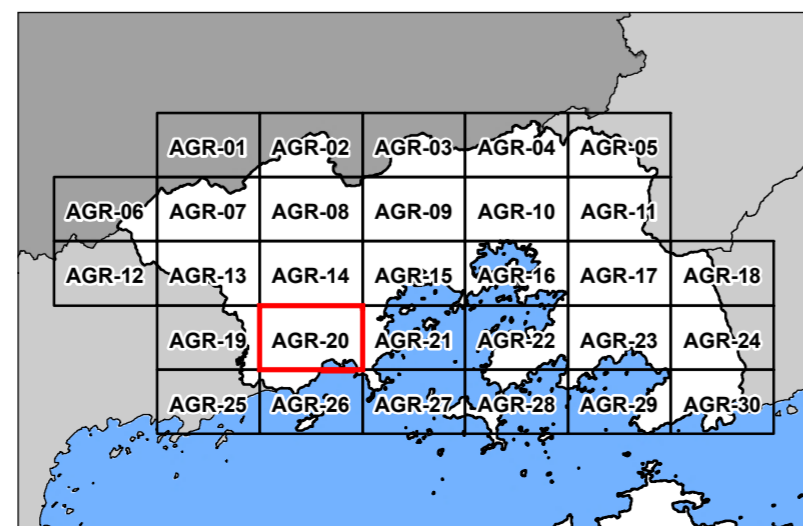 AGR-01 AGR-02 AGR-03 AGR-04 AGR-05
AGR-06 AGR-07 AGR-08 AGR-09 AGR-10 AGR-11
AGR-12 AGR-13 AGR-14 AGR-15 AGR-16 AGR-17 AGR-18
AGR-19 AGR-20 AGR-21 AGR-22 AGR-23 AGR-24
AGR-25 AGR-26 AGR-27 AGR-28 AGR-29 AGR-30